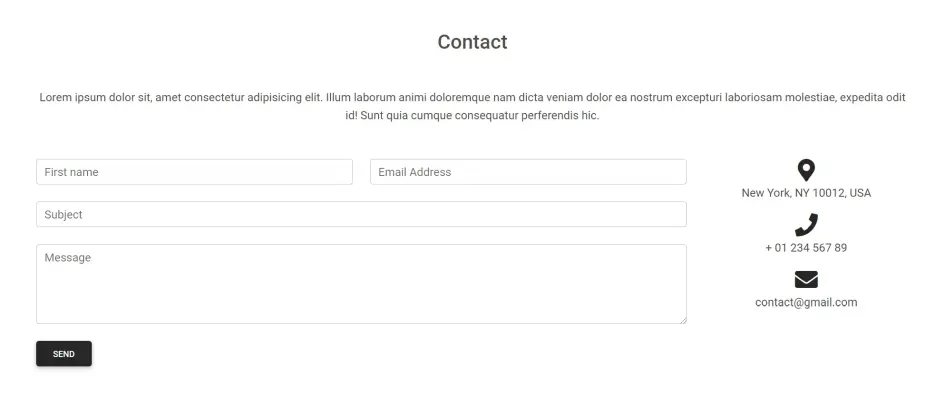 Contact
Lorem ipsum dolor sit, amet consectetur adipisicing elit. Illum laborum animi doloremque nam dicta veniam dolor ea nostrum excepturi laboriosam molestiae, expedita odit
id! Sunt quia cumque consequatur perferendis hic.
First name
Email Address
Subject
Message
SEND
New York, NY 10012, USA
+ 01 234 567 89
contact@gmail.com